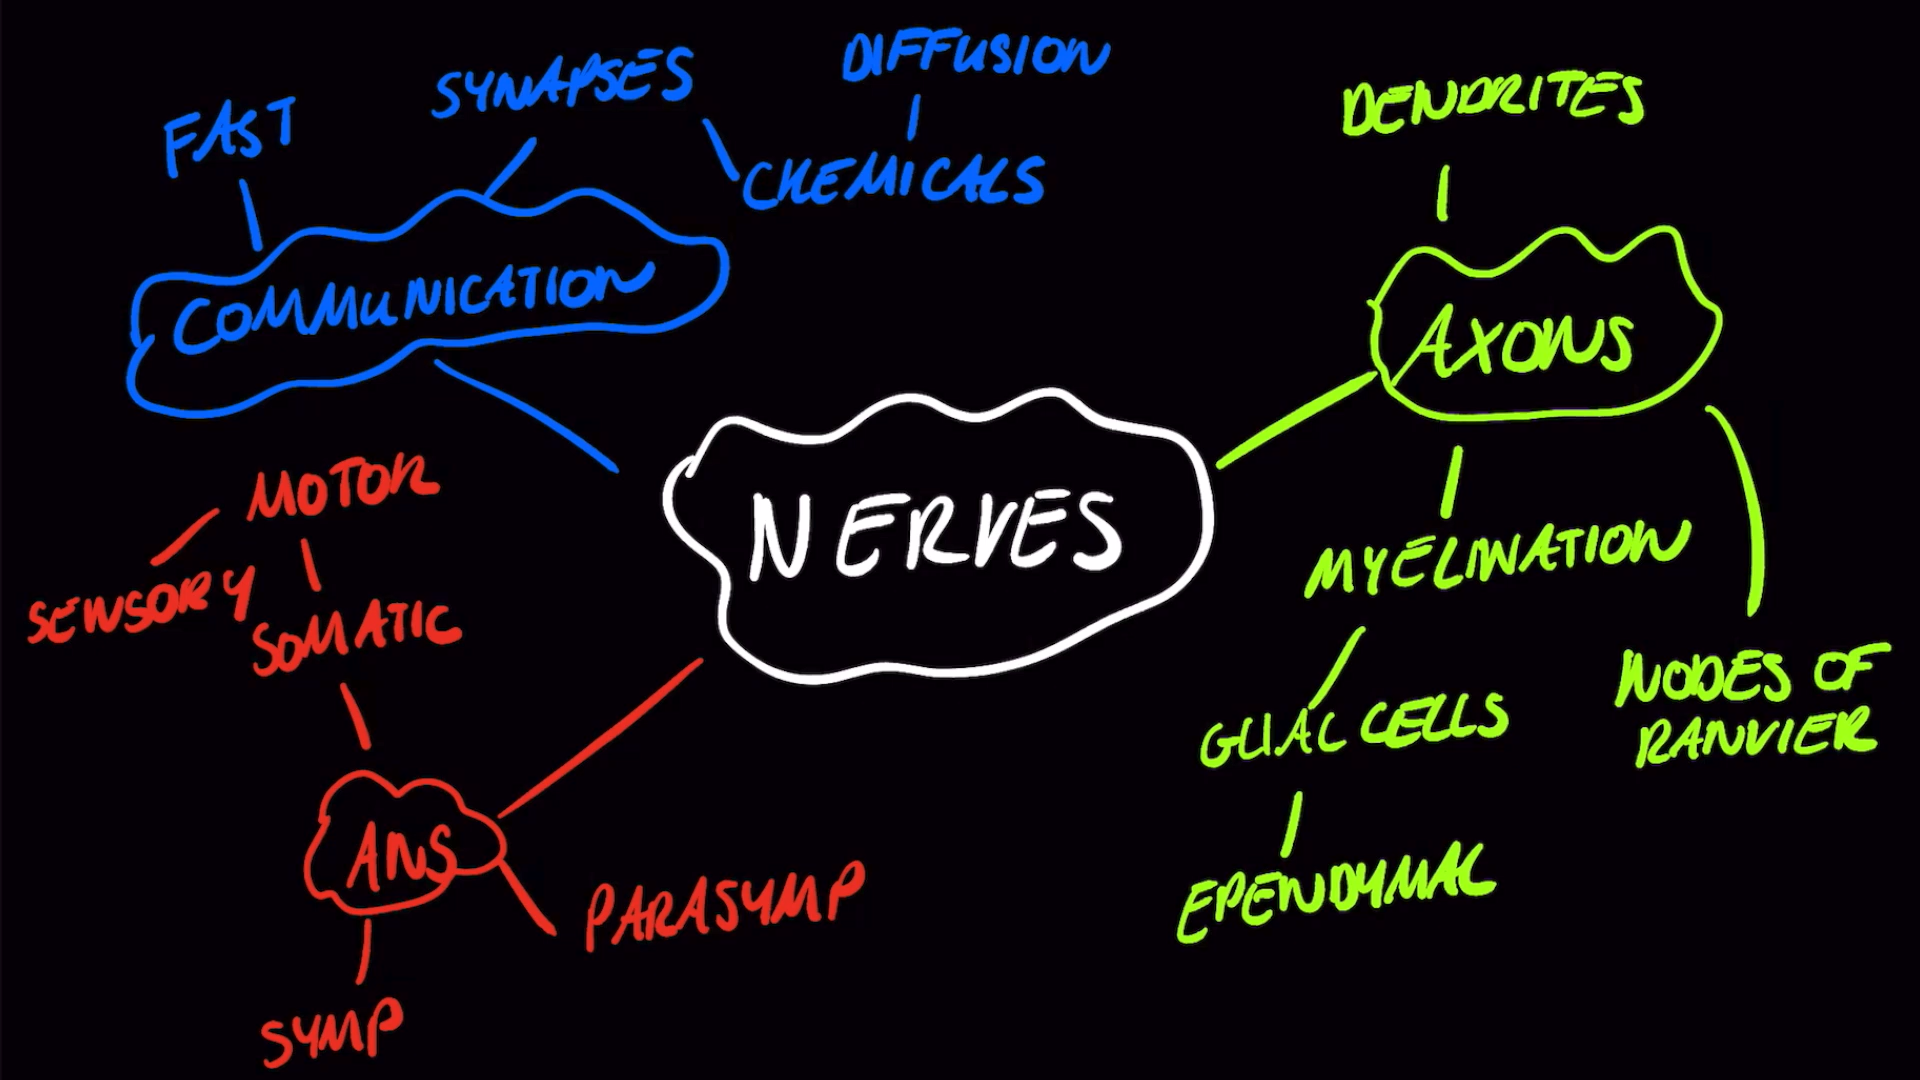 FAST
SYNAPSES
DIFFUSION
CHEMICALS
COMMUNICATION
DENDRITES
AXONS
NERVES
MOTOR
SENSORY
SOMATIC
ANS
PARASYMP
SYMP
MYELINATION
GLIAL CELLS
EPENDYMAL
NODES OF
RANVIER